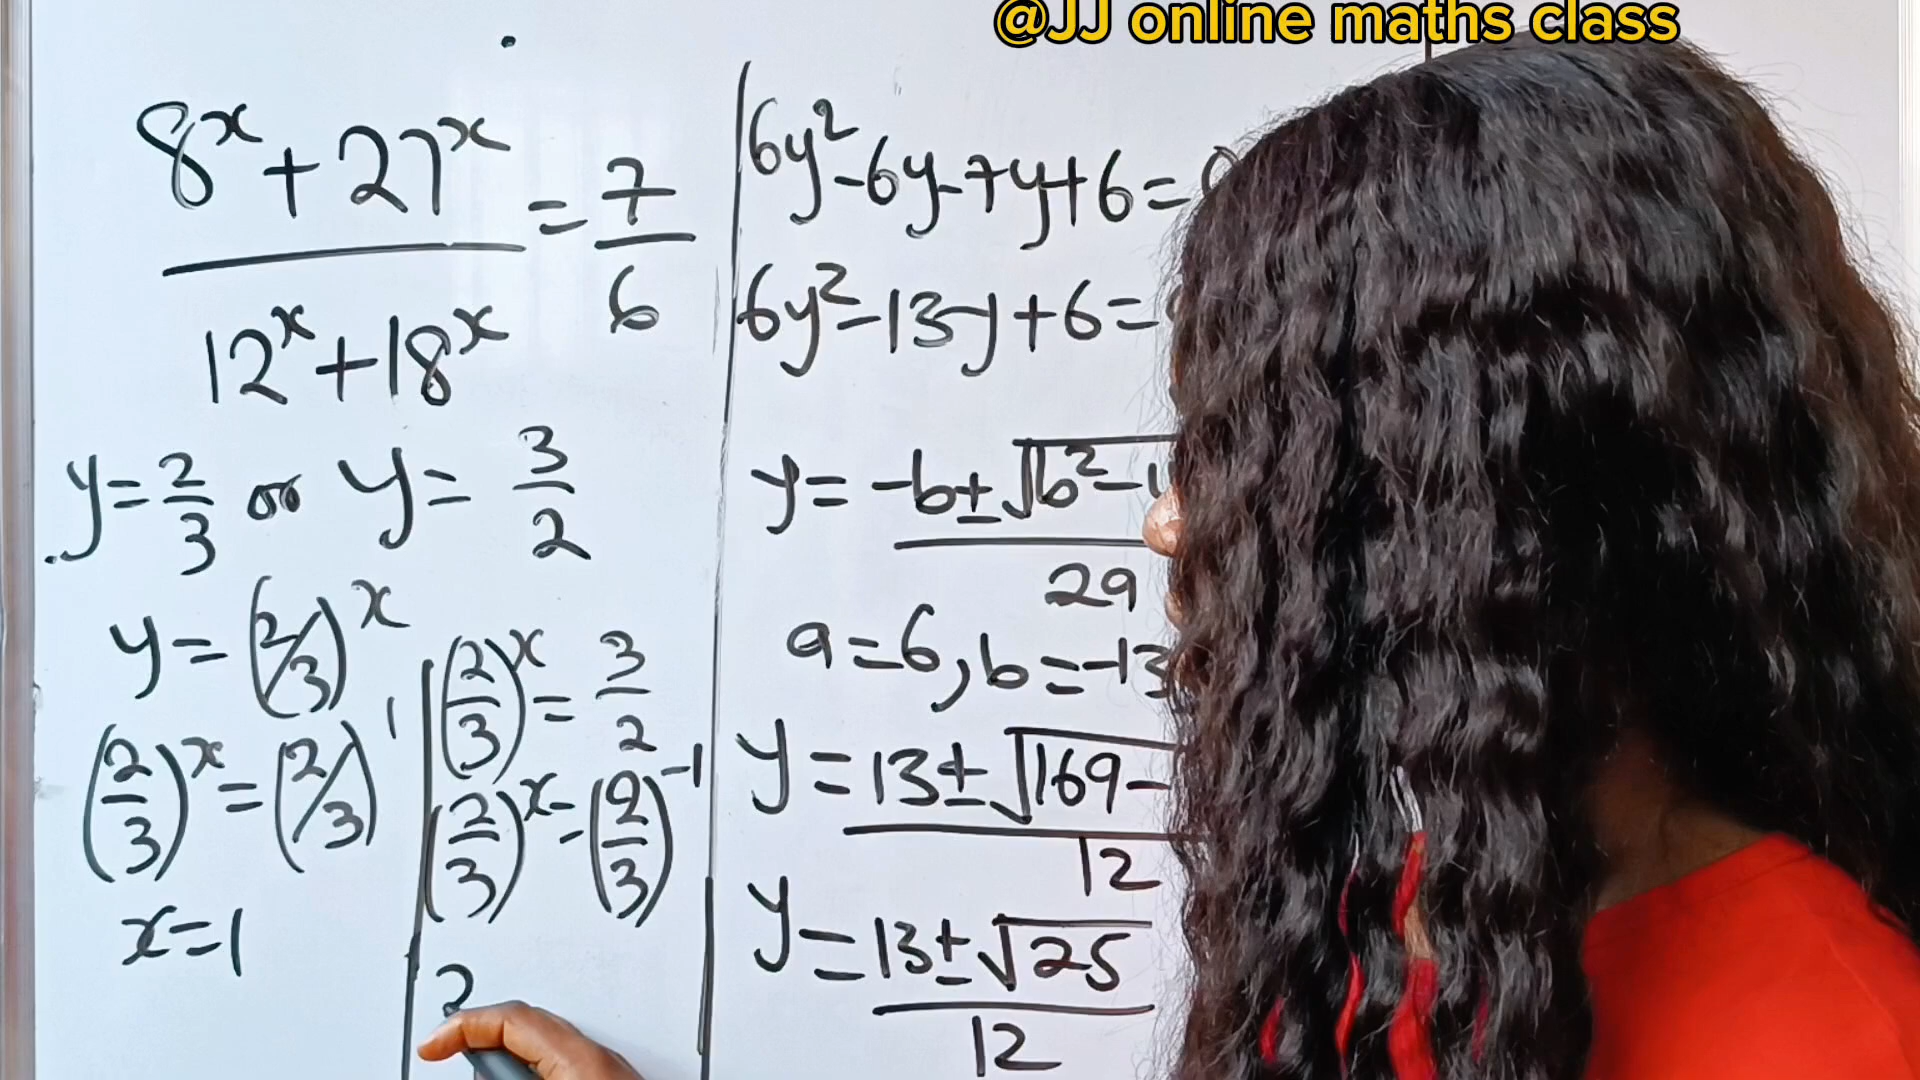 @JJ online maths class
8^x + 27^x / 12^x + 18^x = 7/6
y = 2/3 or y = 3/2
y = (2/3)^x
(2/3)^x = (2/3)^1
x = 1
(2/3)^x = 3/2
(2/3)^x = (2/3)^-1
6y² - 6y - 7y + 6 =
6y² - 13y + 6 =
y = -b ± √b² -
2a
a = 6, b = -13
y = 13 ± √169 -
12
y = 13 ± √25
12